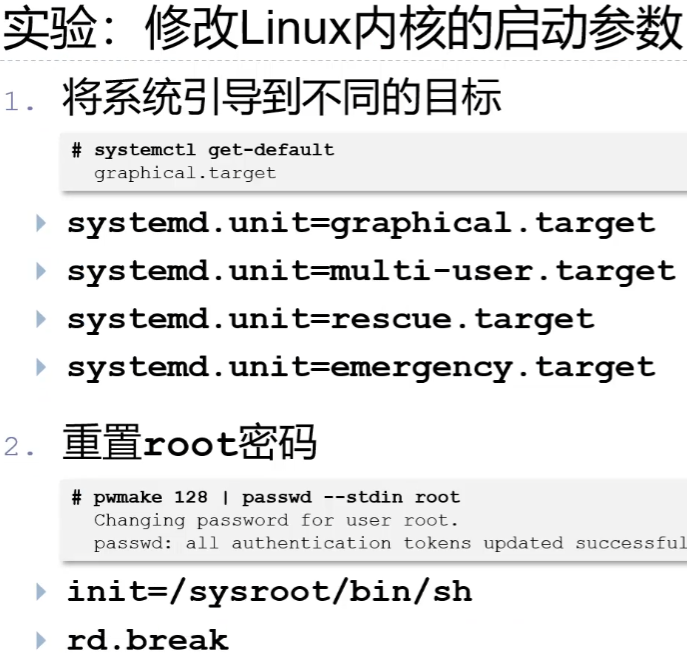 实验：修改Linux内核的启动参数
1. 将系统引导到不同的目标
# systemctl get-default
graphical.target
systemd.unit=graphical.target
systemd.unit=multi-user.target
systemd.unit=rescue.target
systemd.unit=emergency.target
2. 重置root密码
# pwmake 128 | passwd --stdin root
Changing password for user root.
passwd: all authentication tokens updated successful
init=/sysroot/bin/sh
rd.break